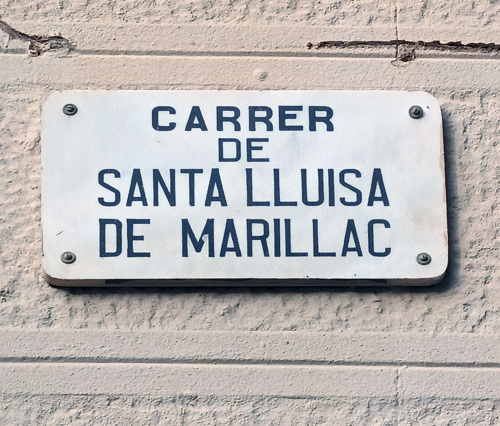 CARRER
DE
SANTA LLUISA
DE MARILLAC